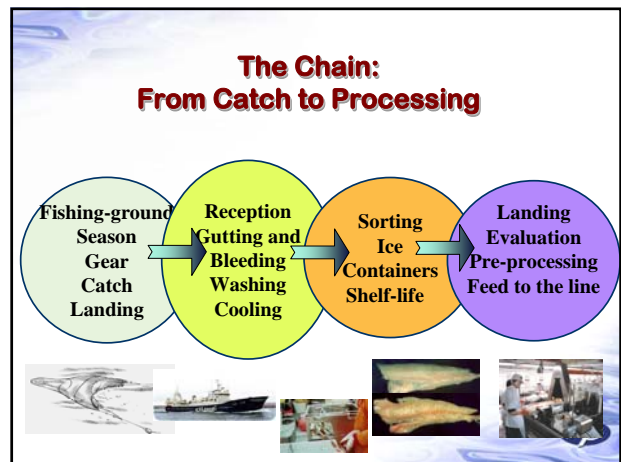 The Chain:
From Catch to Processing
Fishing-ground
Season
Gear
Catch
Landing
Reception
Gutting and
Bleeding
Washing
Cooling
Sorting
Ice
Containers
Shelf-life
Landing
Evaluation
Pre-processing
Feed to the line